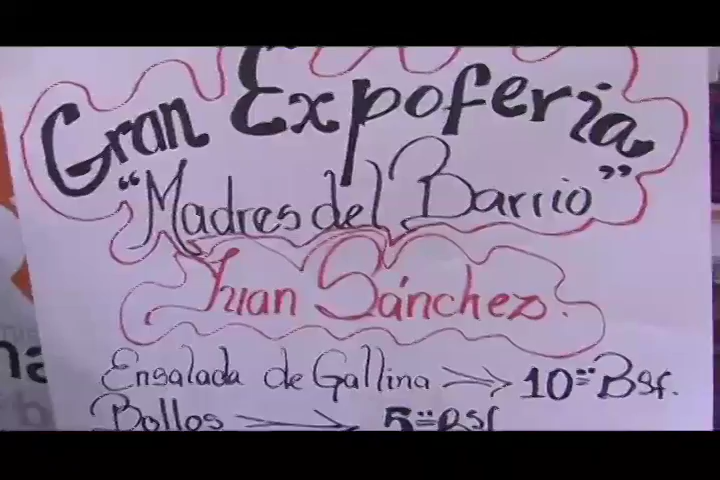 Gran Expoferia
"Madres del Barrio"
Juan Sánchez.
Ensalada de Gallina → 10= Bsf.
Bollos → 5= Bsf